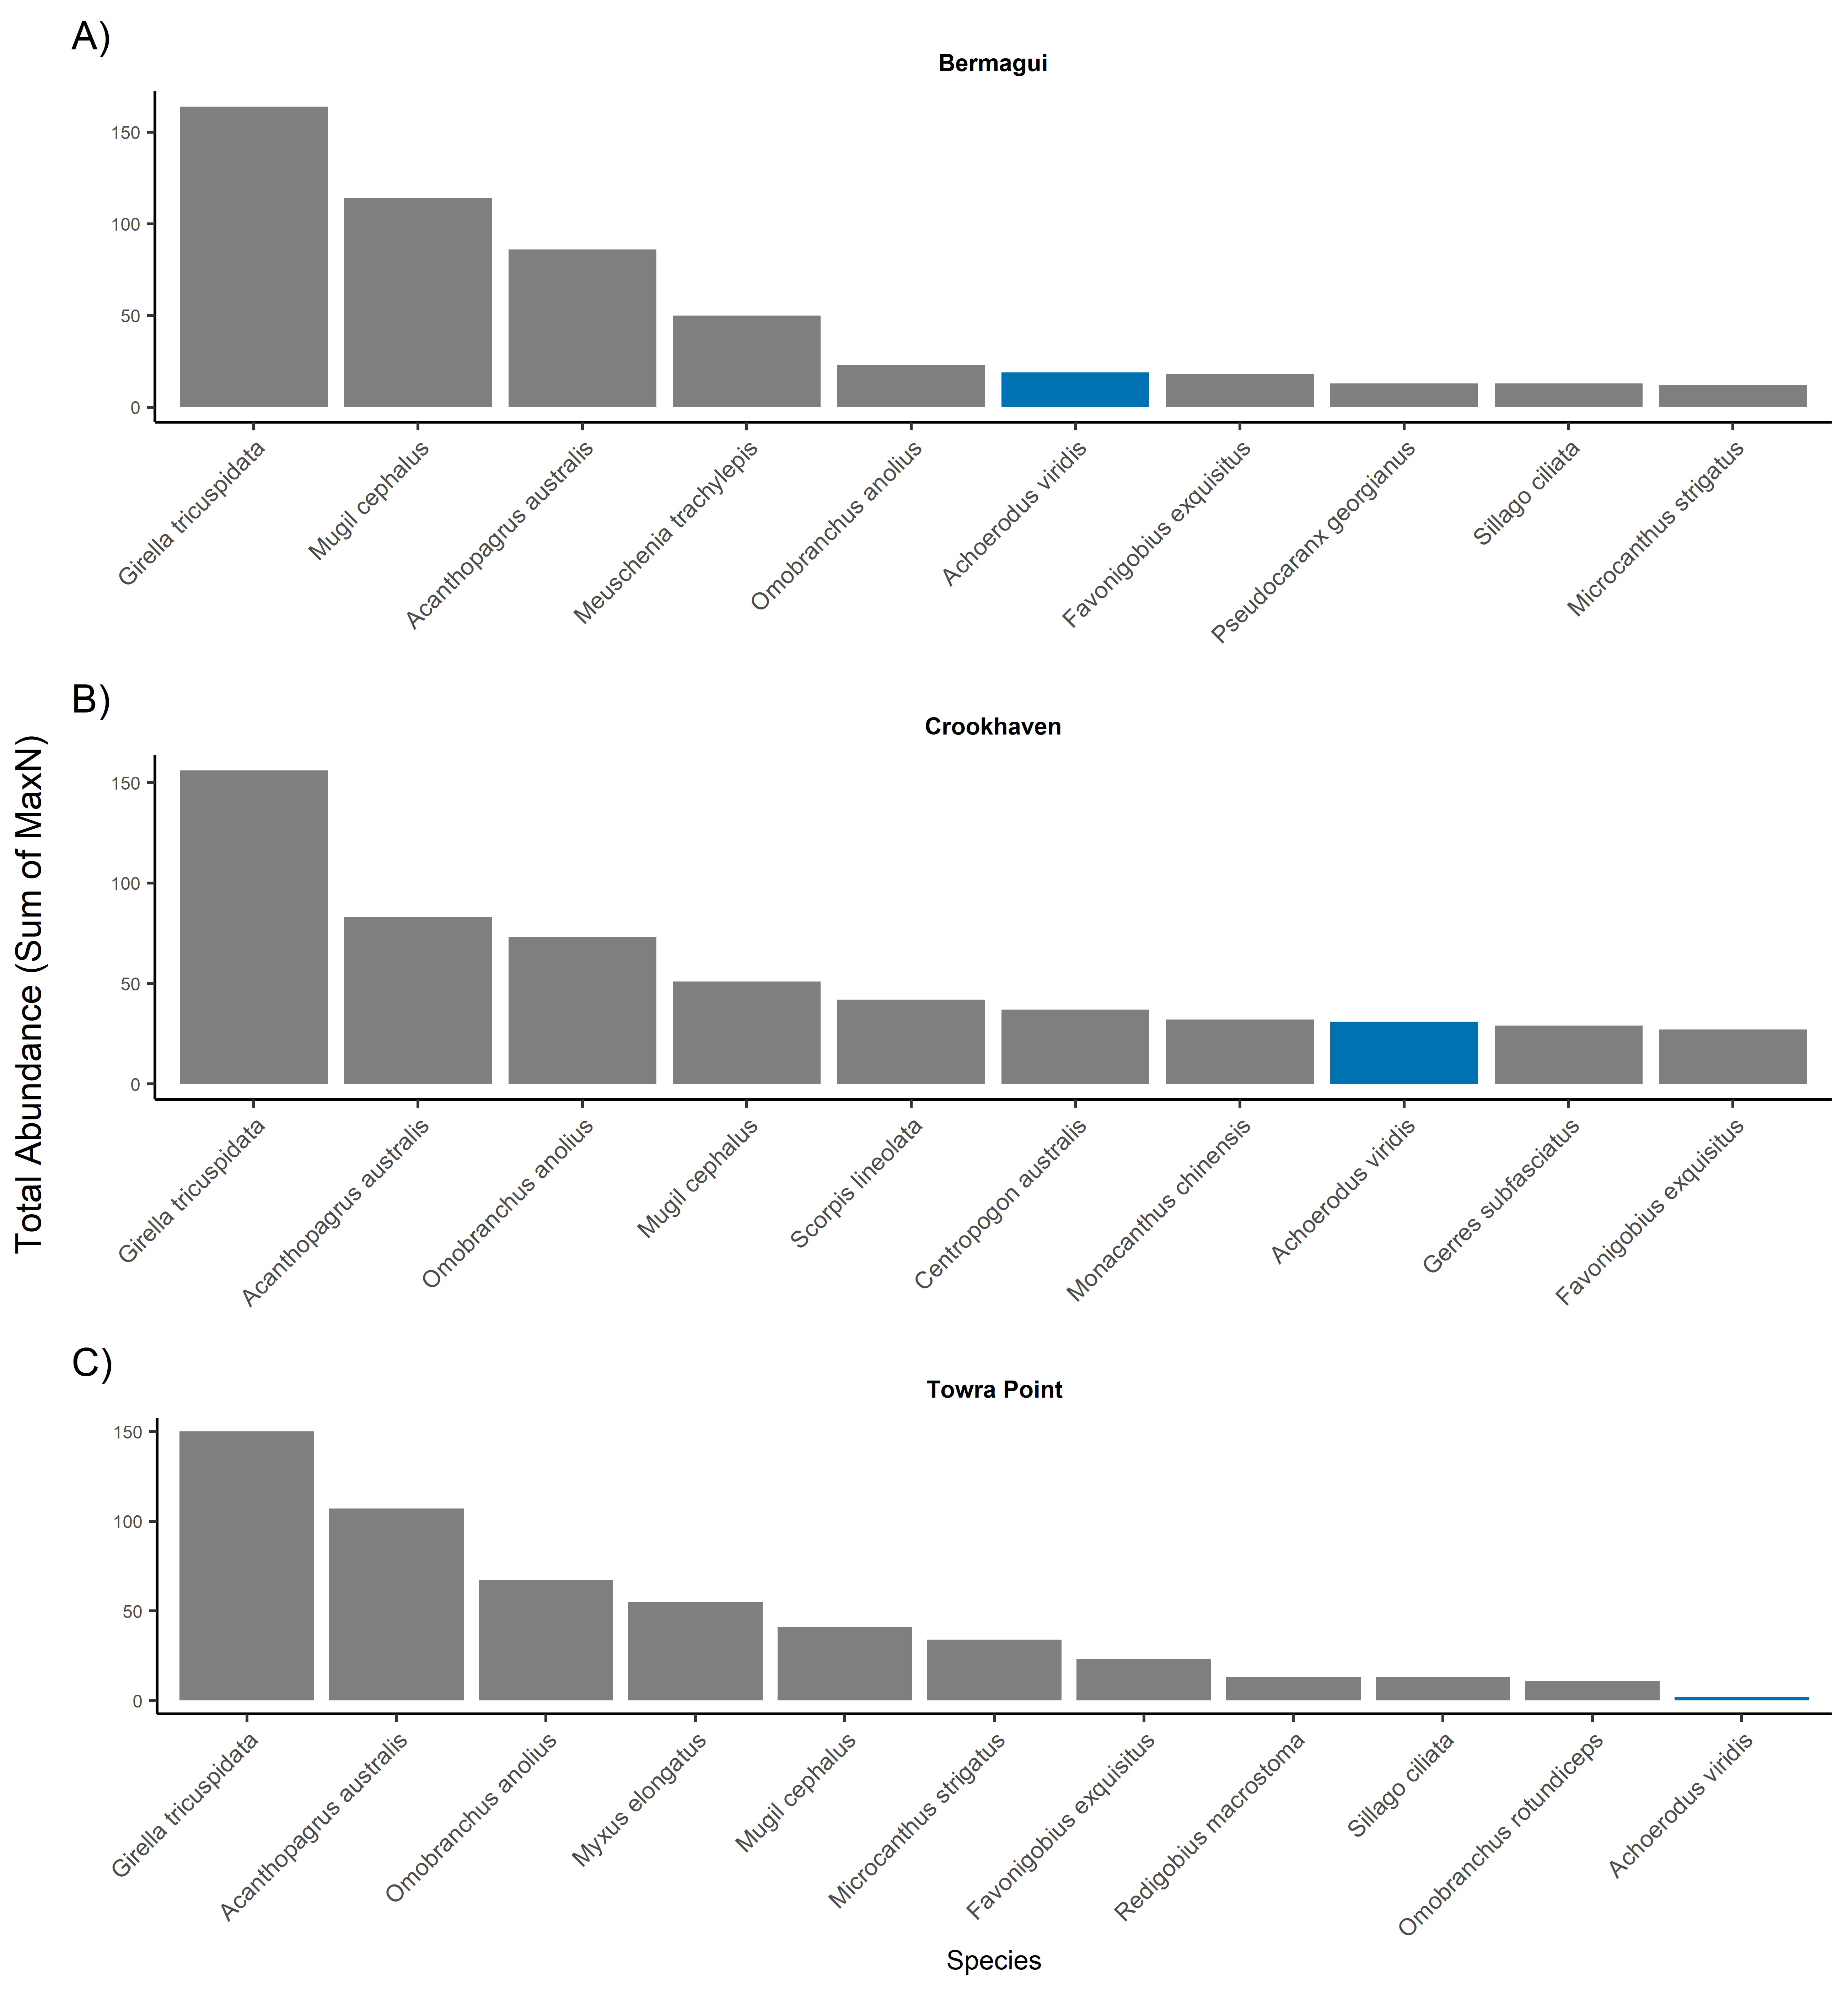 A)
Bermagui
150
100
50
0
Girella tricuspidata
Mugil cephalus
Acanthopagrus australis
Meuschenia trachylepis
Omobranchus anolius
Achoerodus viridis
Favonigobius exquisitus
Pseudocaranx georgianus
Sillago ciliata
Microcanthus strigatus
B)
Crookhaven
Total Abundance (Sum of MaxN)
150
100
50
0
Girella tricuspidata
Acanthopagrus australis
Omobranchus anolius
Mugil cephalus
Scorpis lineolata
Centropogon australis
Monacanthus chinensis
Achoerodus viridis
Gerres subfasciatus
Favonigobius exquisitus
C)
Towra Point
150
100
50
0
Girella tricuspidata
Acanthopagrus australis
Omobranchus anolius
Myxus elongatus
Mugil cephalus
Microcanthus strigatus
Favonigobius exquisitus
Redigobius macrostoma
Sillago ciliata
Omobranchus rotundiceps
Achoerodus viridis
Species